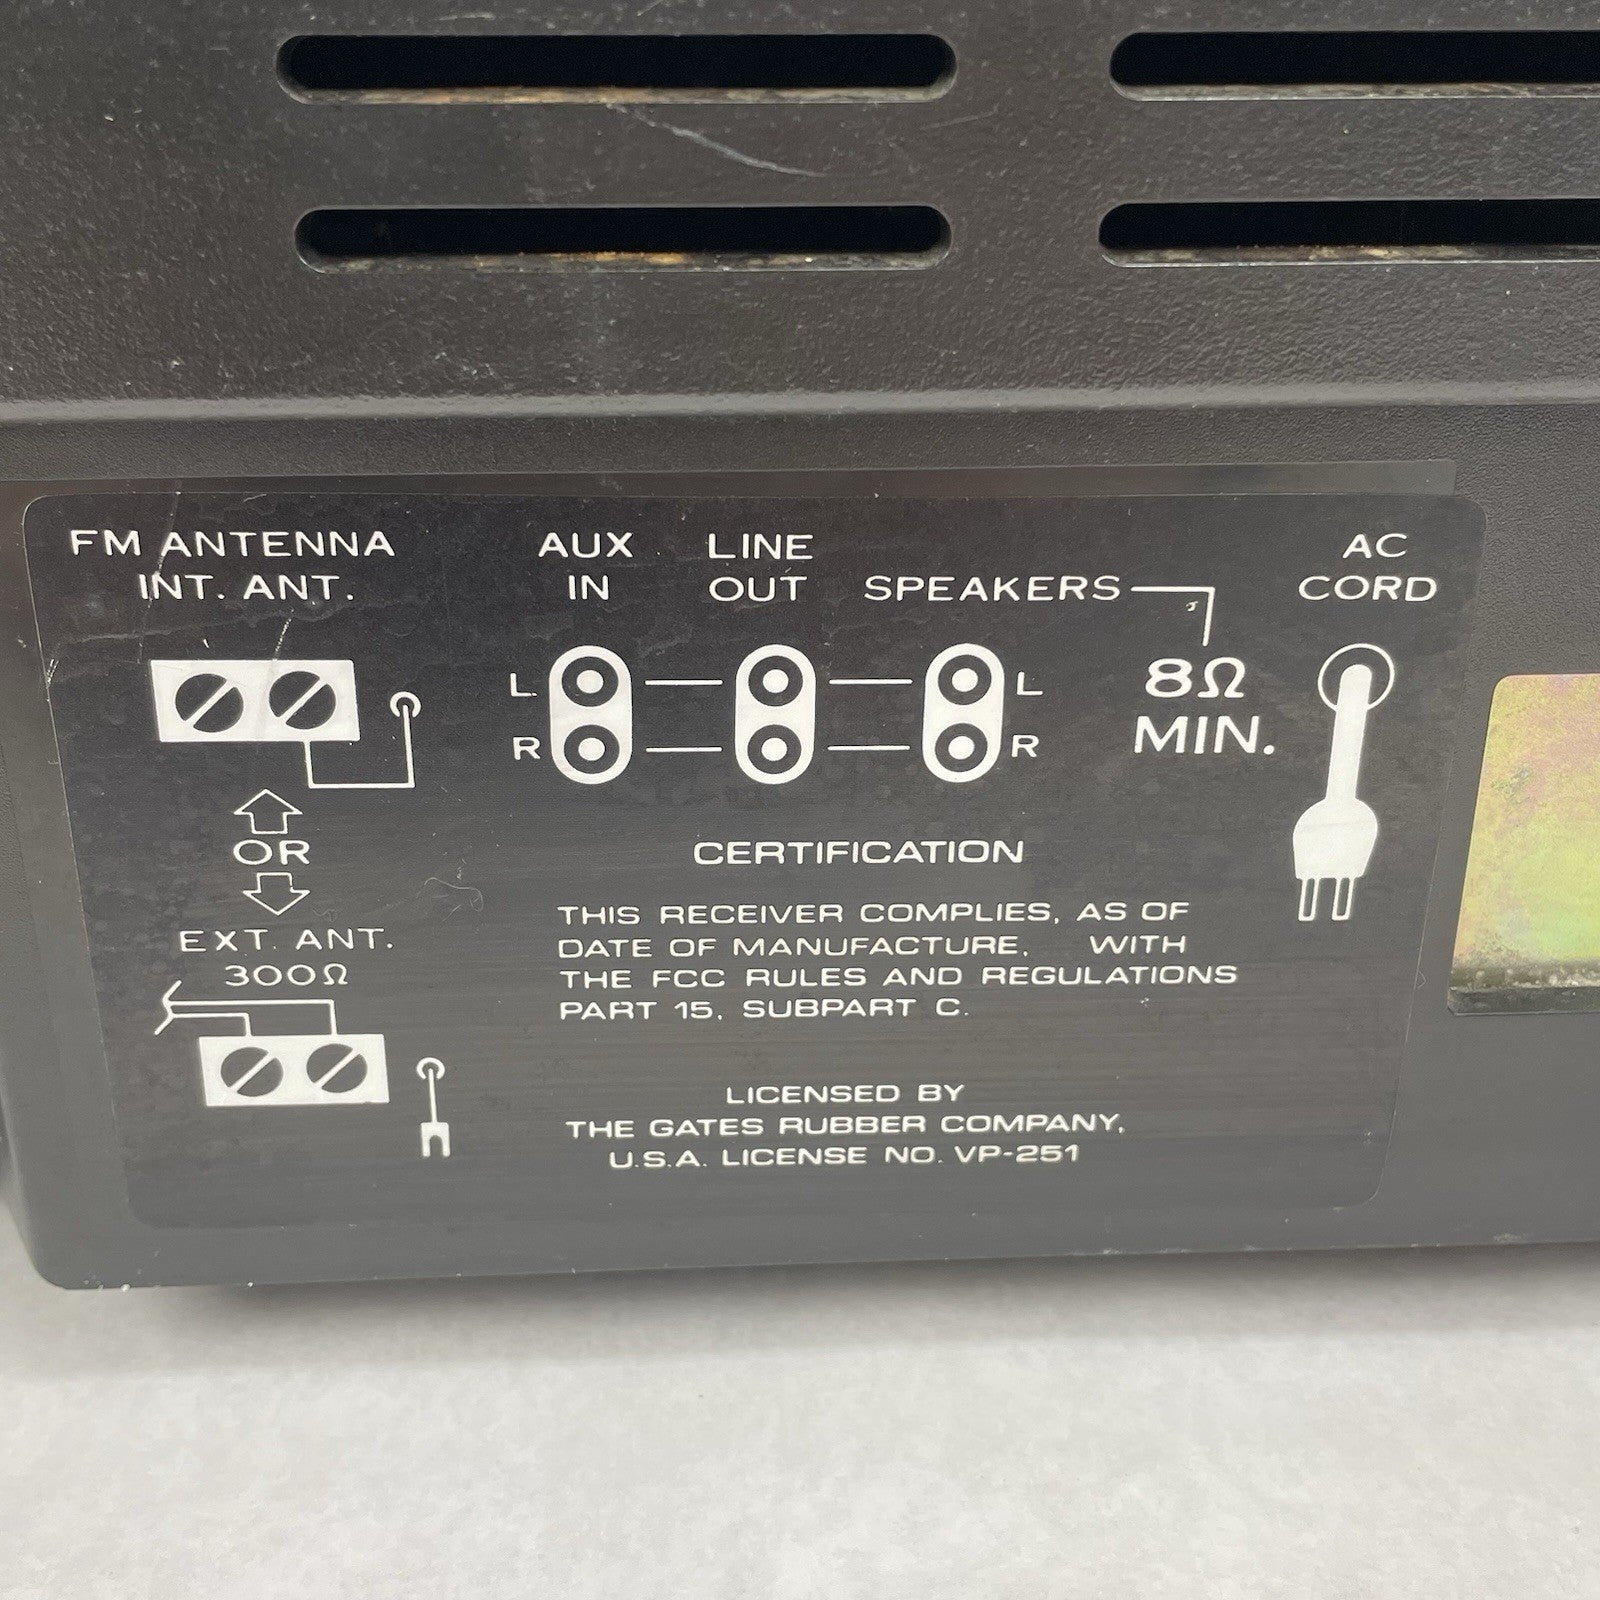 FM ANTENNA
INT. ANT.
OR
EXT. ANT.
300Ω
AUX
IN
LINE
OUT
SPEAKERS
L
R
L
R
8Ω
MIN.
AC
CORD
CERTIFICATION
THIS RECEIVER COMPLIES, AS OF
DATE OF MANUFACTURE, WITH
THE FCC RULES AND REGULATIONS
PART 15, SUBPART C.
LICENSED BY
THE GATES RUBBER COMPANY,
U.S.A. LICENSE NO. VP-251